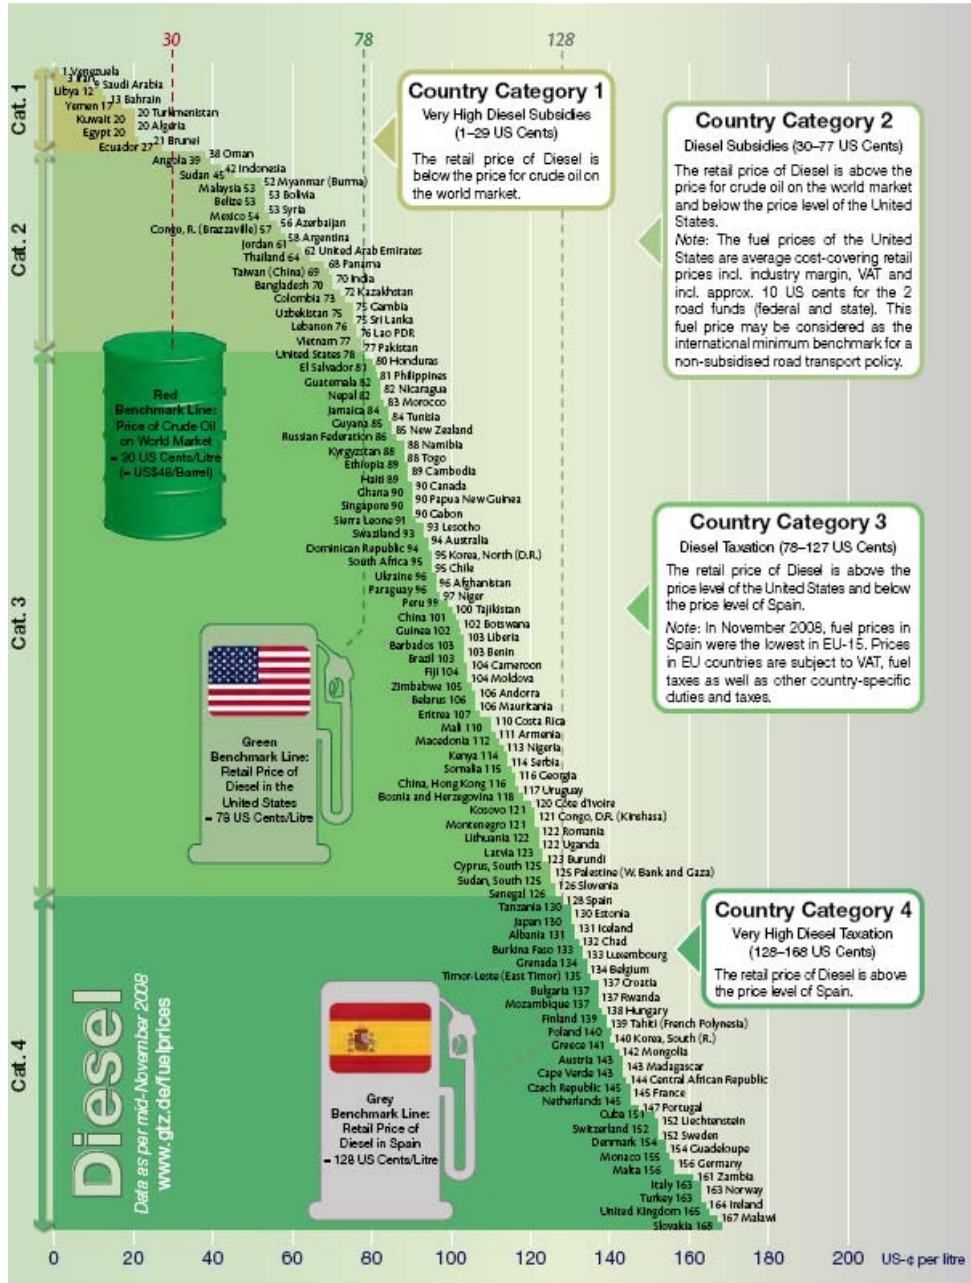 30 78 128
1 Venezuela
3 Iran
9 Saudi Arabia
Libya 12
13 Bahrain
Yemen 17
20 Turkmenistan
Kuwait 20
20 Algeria
Egypt 20
21 Brunei
Ecuador 27
38 Oman
Angola 39
42 Indonesia
Sudan 45
52 Myanmar (Burma)
Malaysia 53
53 Bolivia
Belize 53
53 Syria
Mexico 54
56 Azerbaijan
Congo, R. (Brazzaville) 57
58 Argentina
Jordan 61
62 United Arab Emirates
Thailand 64
68 Panama
Taiwan (China) 69
70 India
Bangladesh 70
72 Kazakhstan
Colombia 73
75 Gambia
Uzbekistan 75
75 Sri Lanka
Lebanon 76
76 Lao PDR
Vietnam 77
77 Pakistan
United States 78
80 Honduras
El Salvador 81
81 Philippines
Guatemala 82
82 Nicaragua
Nepal 82
83 Morocco
Jamaica 84
84 Tunisia
Guyana 85
85 New Zealand
Russian Federation 86
88 Namibia
Kyrgyzstan 88
88 Togo
Ethiopia 89
89 Cambodia
Haiti 89
90 Canada
Ghana 90
90 Papua New Guinea
Singapore 90
90 Gabon
Sierra Leone 91
93 Lesotho
Swaziland 93
94 Australia
Dominican Republic 94
95 Korea, North (D.R.)
South Africa 95
95 Chile
Ukraine 96
96 Afghanistan
Paraguay 96
97 Niger
Peru 99
100 Tajikistan
China 101
102 Botswana
Guinea 102
103 Liberia
Barbados 103
103 Benin
Brazil 103
104 Cameroon
Fiji 104
104 Moldova
Zimbabwe 105
106 Andorra
Belarus 106
106 Mauritania
Eritrea 107
110 Costa Rica
Mali 110
111 Armenia
Macedonia 112
113 Nigeria
Kenya 114
114 Serbia
Somalia 115
116 Georgia
China, Hong Kong 116
117 Uruguay
Bosnia and Herzegovina 118
120 Côte d'Ivoire
Kosovo 121
121 Congo, D.R. (Kinshasa)
Montenegro 121
122 Romania
Lithuania 122
122 Uganda
Latvia 123
123 Burundi
Cyprus, South 125
125 Palestine (W. Bank and Gaza)
Sudan, South 125
126 Slovenia
Senegal 126
128 Spain
Tanzania 130
130 Estonia
Japan 130
131 Iceland
Albania 131
132 Chad
Burkina Faso 133
133 Luxembourg
Grenada 134
134 Belgium
Timor-Leste (East Timor) 135
137 Croatia
Bulgaria 137
137 Rwanda
Mozambique 137
138 Hungary
Finland 139
139 Tahiti (French Polynesia)
Poland 140
140 Korea, South (R.)
Greece 141
142 Mongolia
Austria 143
143 Madagascar
Cape Verde 143
144 Central African Republic
Czech Republic 145
145 France
Netherlands 145
147 Portugal
Cuba 151
152 Liechtenstein
Switzerland 152
152 Sweden
Denmark 154
154 Guadeloupe
Monaco 155
156 Germany
Malta 156
161 Zambia
Italy 163
163 Norway
Turkey 163
164 Ireland
United Kingdom 165
167 Malawi
Slovakia 168
Cat. 1
Cat. 2
Cat. 3
Cat. 4
Country Category 1
Very High Diesel Subsidies
(1–29 US Cents)
The retail price of Diesel is
below the price for crude oil on
the world market.
Country Category 2
Diesel Subsidies (30–77 US Cents)
The retail price of Diesel is above the
price for crude oil on the world market
and below the price level of the United
States.
Note: The fuel prices of the United
States are average cost-covering retail
prices incl. industry margin, VAT and
incl. approx. 10 US cents for the 2
road funds (federal and state). This
fuel price may be considered as the
international minimum benchmark for a
non-subsidised road transport policy.
Red
Benchmark Line:
Price of Crude Oil
on World Market
= 30 US Cents/Litre
(= US$48/Barrel)
Country Category 3
Diesel Taxation (78–127 US Cents)
The retail price of Diesel is above the
price level of the United States and below
the price level of Spain.
Note: In November 2008, fuel prices in
Spain were the lowest in EU-15. Prices
in EU countries are subject to VAT, fuel
taxes as well as other country-specific
duties and taxes.
Green
Benchmark Line:
Retail Price of
Diesel in the
United States
= 78 US Cents/Litre
Country Category 4
Very High Diesel Taxation
(128–168 US Cents)
The retail price of Diesel is above
the price level of Spain.
Grey
Benchmark Line:
Retail Price of
Diesel in Spain
= 128 US Cents/Litre
Diesel
Data as per mid-November 2008
www.gtz.de/fuelprices
0 20 40 60 80 100 120 140 160 180 200 US-¢ per litre